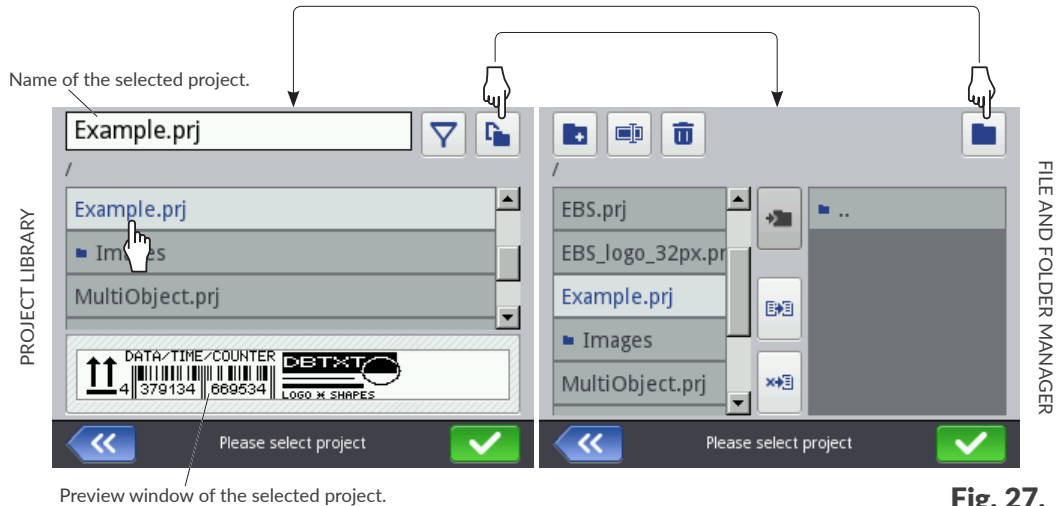 Name of the selected project.
PROJECT LIBRARY
Example.prj
/
Example.prj
Images
MultiObject.prj
DATA/TIME/COUNTER
DBTXT
4 379134 669534
LOGO
SHAPES
Please select project
Preview window of the selected project.
/
EBS.prj
EBS_logo_32px.pr
Example.prj
Images
MultiObject.prj
..
Please select project
FILE AND FOLDER MANAGER
Fig. 27.